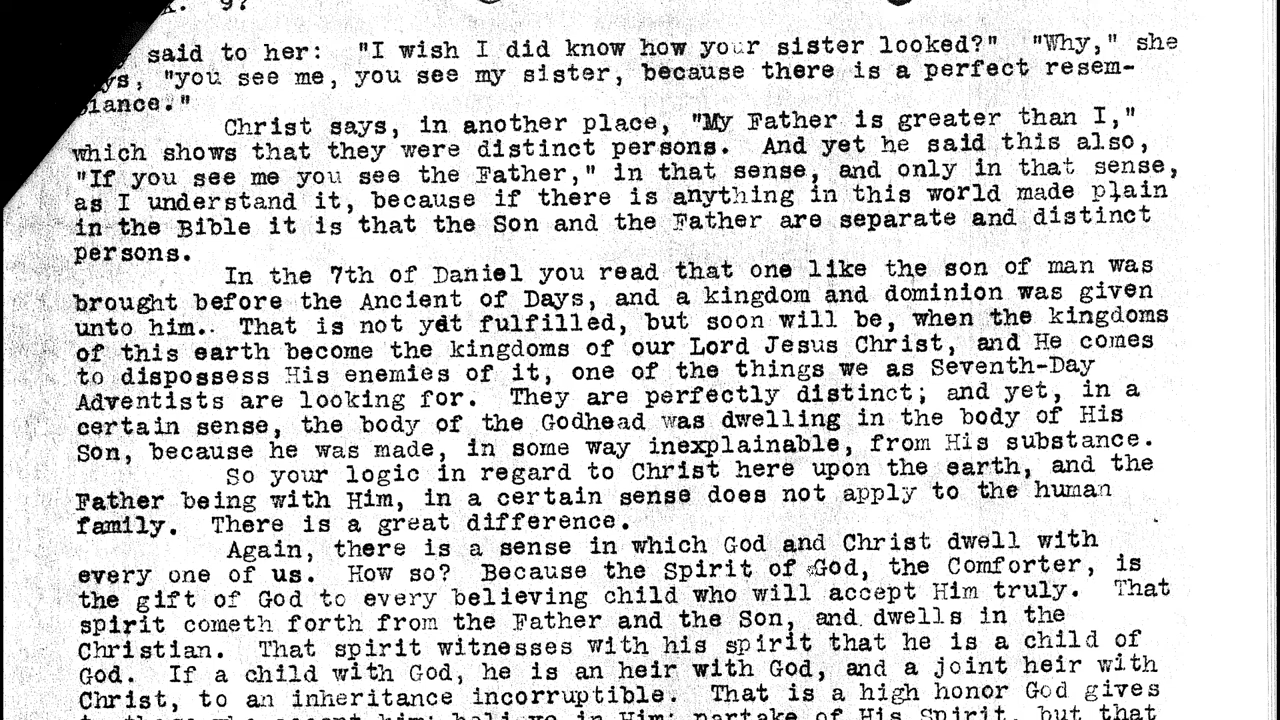 9?
said to her: "I wish I did know how your sister looked?" "Why," she
"you see me, you see my sister, because there is a perfect resem-
blance."
Christ says, in another place, "My Father is greater than I,"
which shows that they were distinct persons. And yet he said this also,
"If you see me you see the Father," in that sense, and only in that sense,
as I understand it, because if there is anything in this world made plain
in the Bible it is that the Son and the Father are separate and distinct
persons.
In the 7th of Daniel you read that one like the son of man was
brought before the Ancient of Days, and a kingdom and dominion was given
unto him.. That is not yet fulfilled, but soon will be, when the kingdoms
of this earth become the kingdoms of our Lord Jesus Christ, and He comes
to dispossess His enemies of it, one of the things we as Seventh-Day
Adventists are looking for. They are perfectly distinct; and yet, in a
certain sense, the body of the Godhead was dwelling in the body of His
Son, because he was made, in some way inexplainable, from His substance.
So your logic in regard to Christ here upon the earth, and the
Father being with Him, in a certain sense does not apply to the human
family. There is a great difference.
Again, there is a sense in which God and Christ dwell with
every one of us. How so? Because the Spirit of God, the Comforter, is
the gift of God to every believing child who will accept Him truly. That
spirit cometh forth from the Father and the Son, and dwells in the
Christian. That spirit witnesses with his spirit that he is a child of
God. If a child with God, he is an heir with God, and a joint heir with
Christ, to an inheritance incorruptible. That is a high honor God gives
to those who accept him; believe in Him; partake of His Spirit, but that